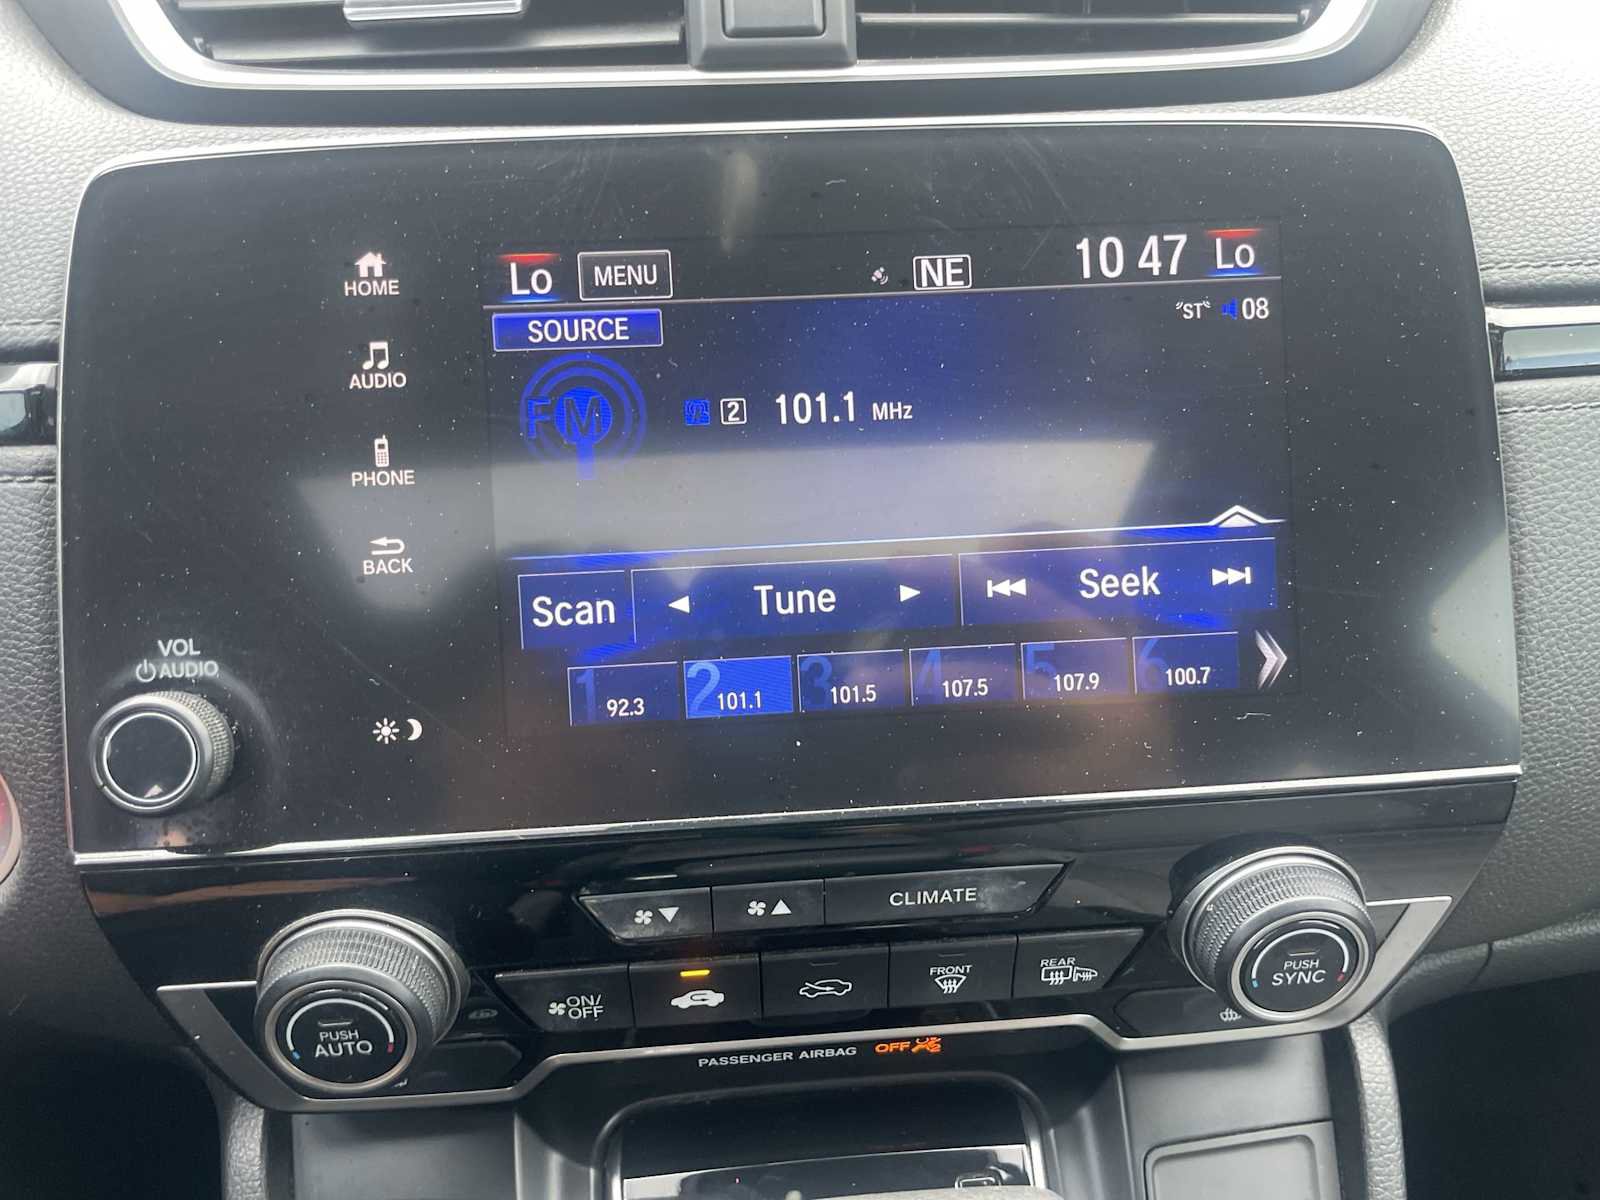 HOME
AUDIO
PHONE
BACK
VOL
AUDIO
Lo MENU NE 10 47 Lo
SOURCE "ST" 08
FM 2 101.1 MHz
Scan Tune Seek
1 92.3 2 101.1 3 101.5 4 107.5 5 107.9 6 100.7
CLIMATE
PUSH AUTO
ON/OFF
FRONT
REAR
PUSH SYNC
PASSENGER AIRBAG OFF 2